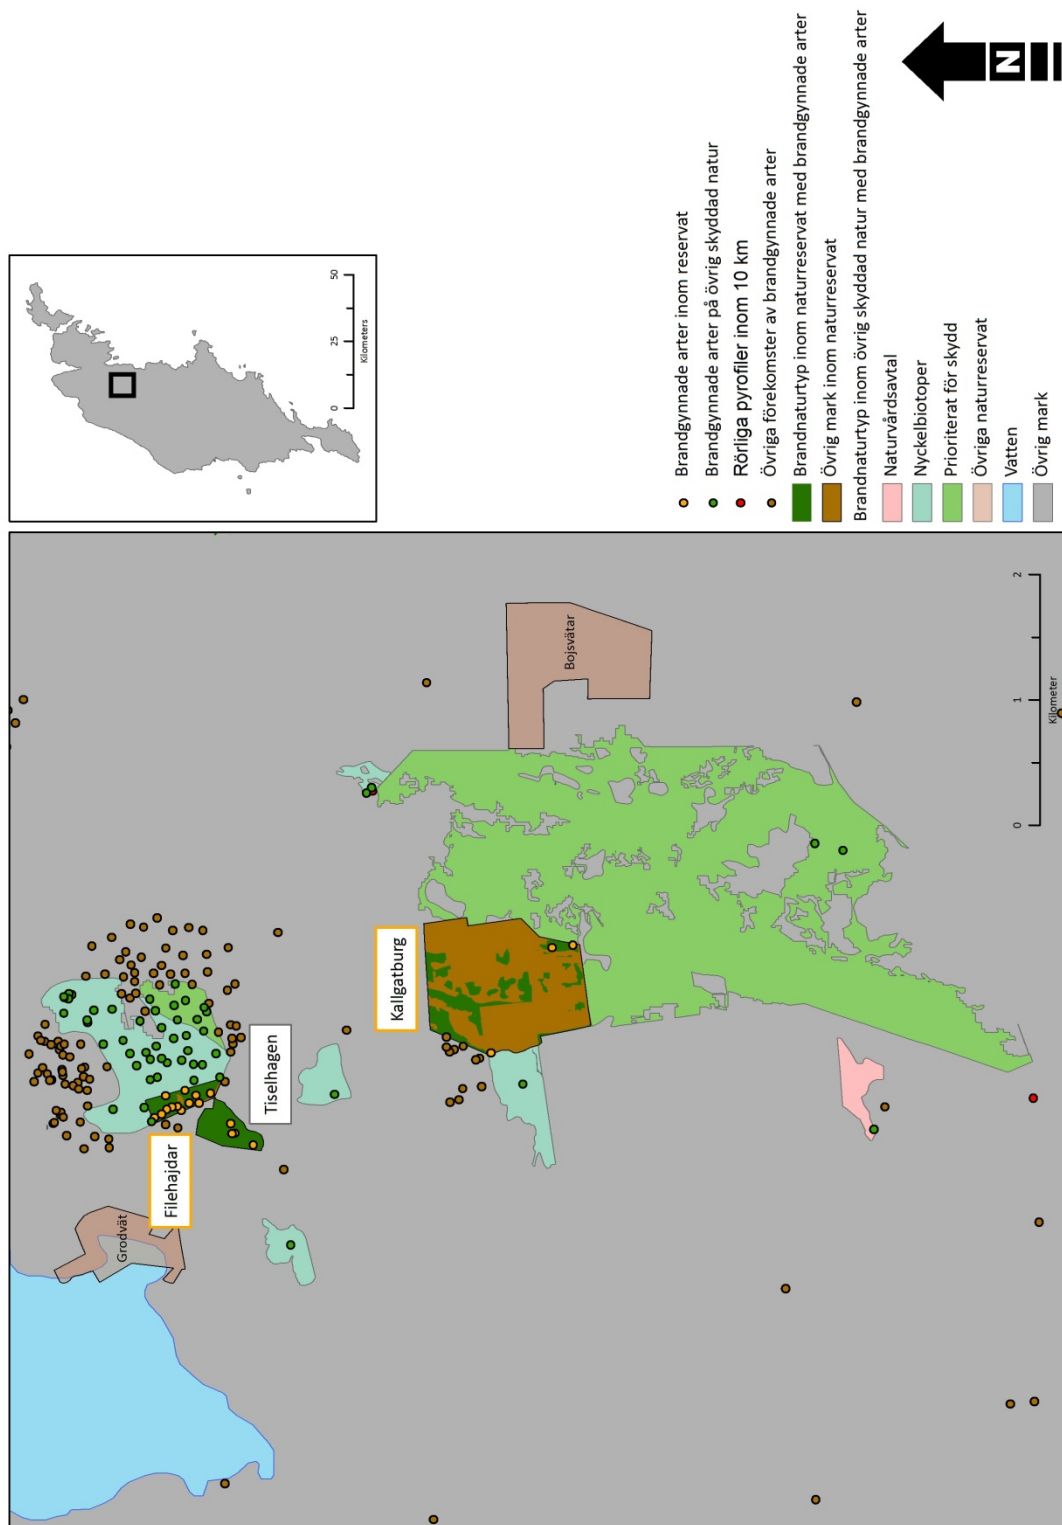 Grodvät
Filehajdar
Tiselhagen
Kallgatburg
Bojsvätar
0
1
2
Kilometer
0
25
50
Kilometers
Brandgynnade arter inom reservat
Brandgynnade arter på övrig skyddad natur
Rörliga pyrofiler inom 10 km
Övriga förekomster av brandgynnade arter
Brandnaturtyp inom naturreservat med brandgynnade arter
Övrig mark inom naturreservat
Brandnaturtyp inom övrig skyddad natur med brandgynnade arter
Naturvårdsavtal
Nyckelbiotoper
Prioriterat för skydd
Övriga naturreservat
Vatten
Övrig mark
N